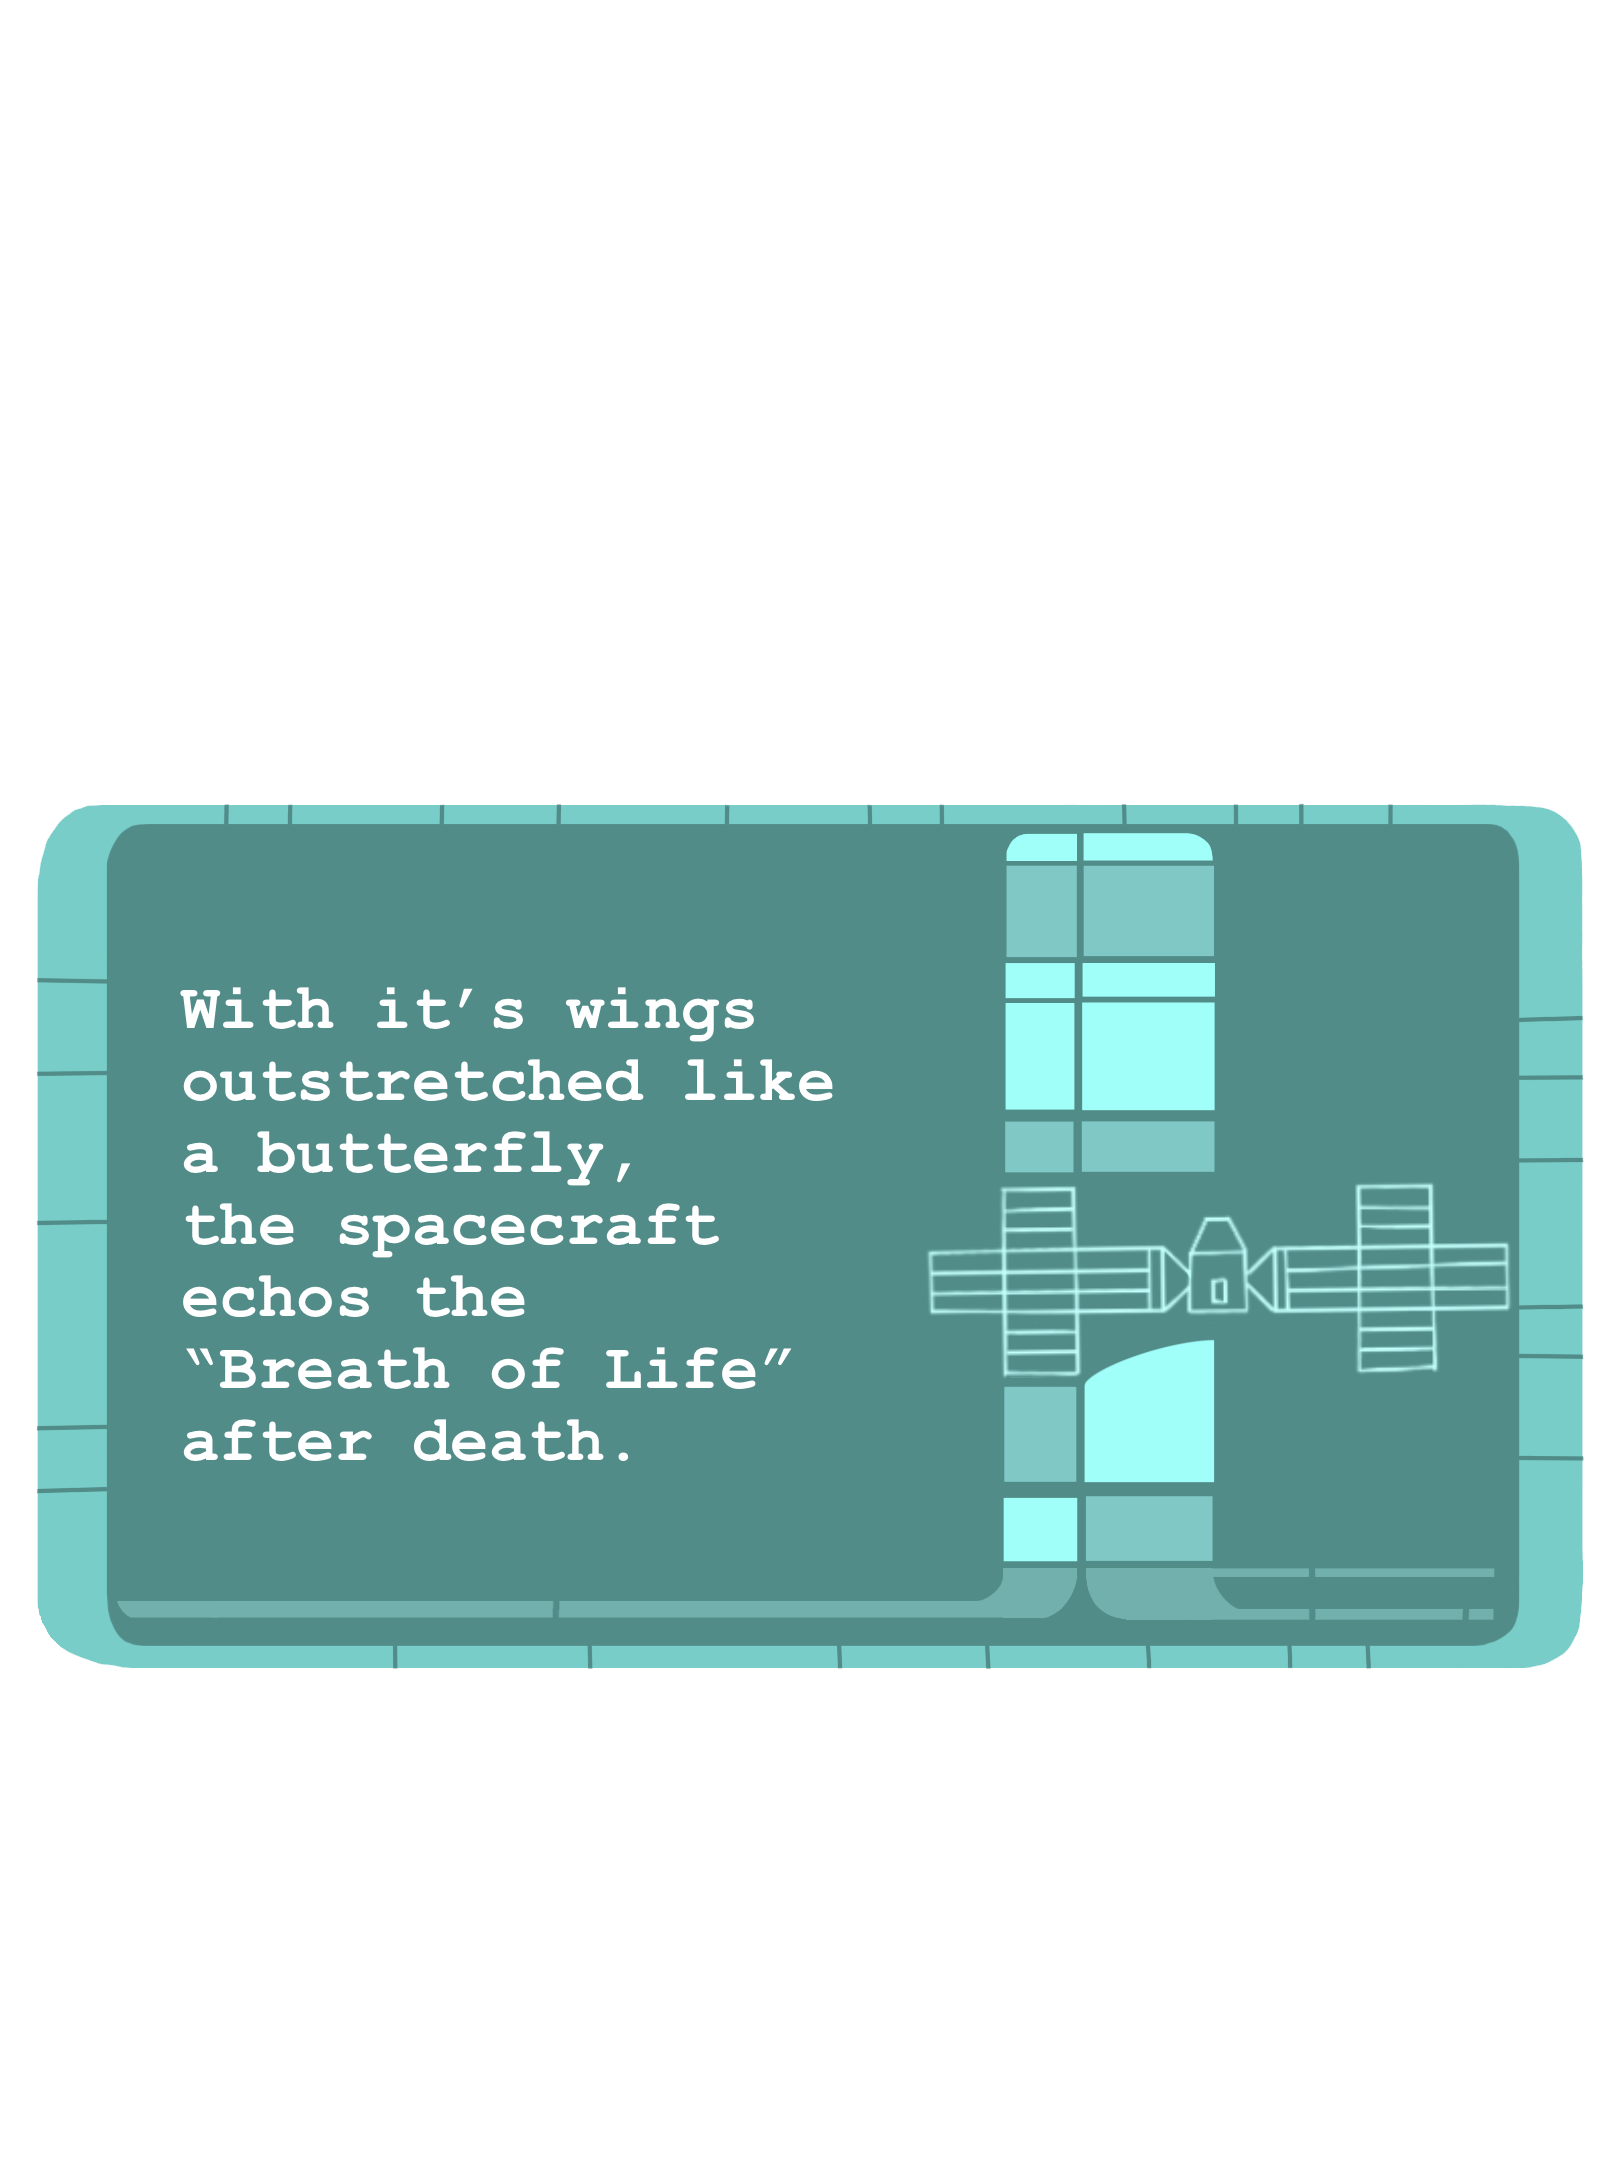 With it’s wings
outstretched like
a butterfly,
the spacecraft
echos the
“Breath of Life”
after death.